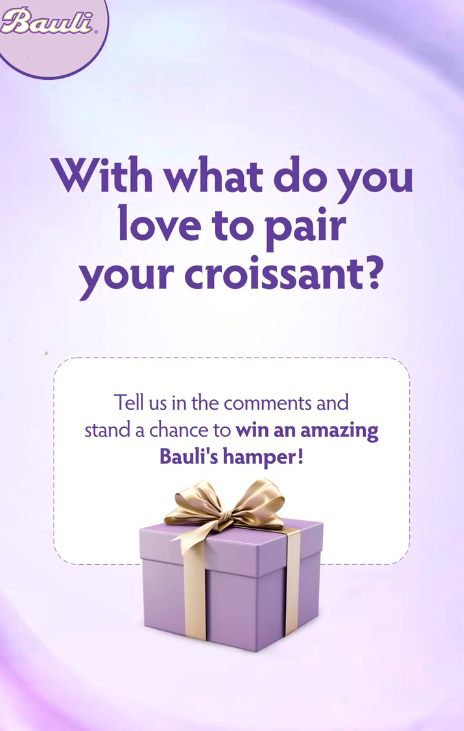 Bauli
With what do you
love to pair
your croissant?
Tell us in the comments and
stand a chance to win an amazing
Bauli's hamper!